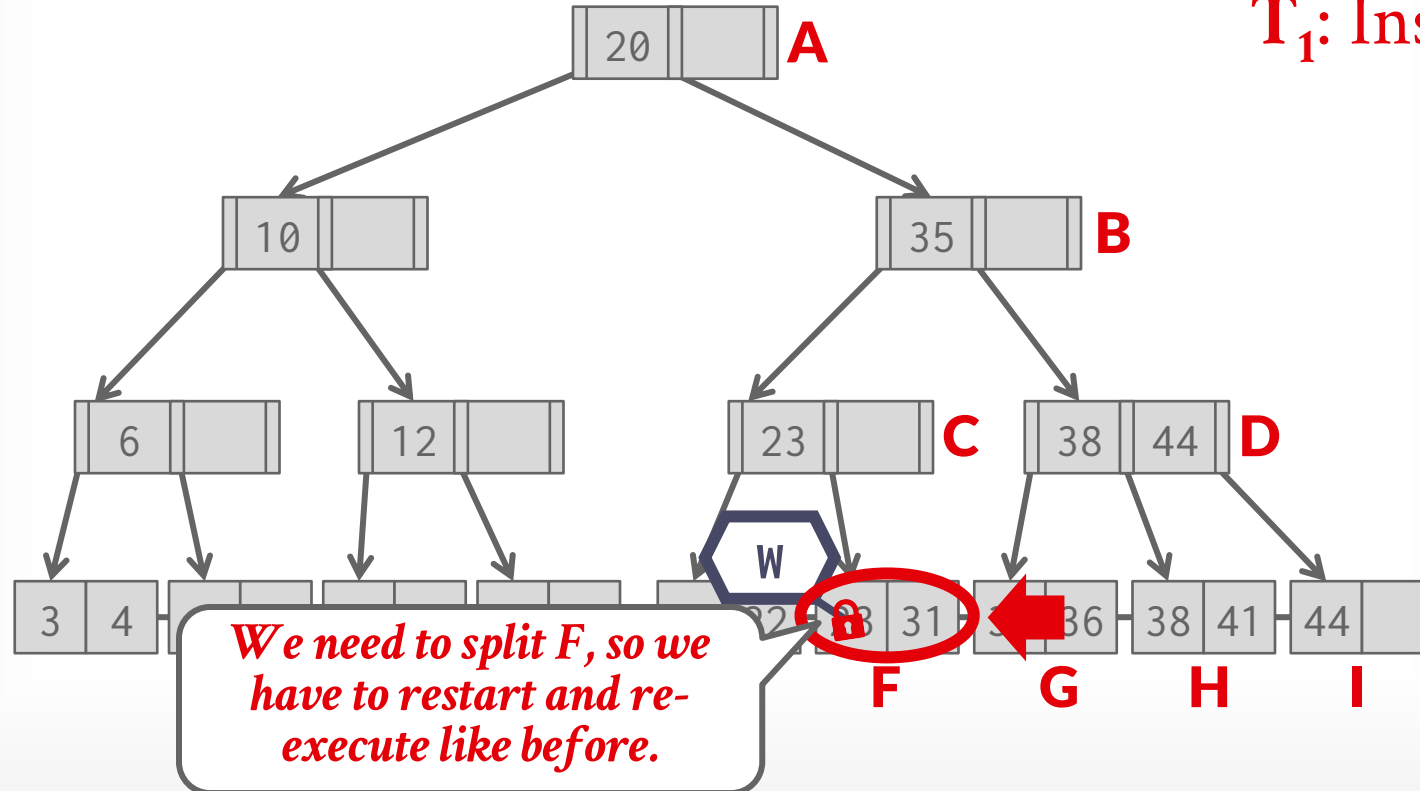 T1: Ins
20
A
10
35
B
6
12
23
C
38 44
D
W
3 4
22
31
36
38 41
44
F
G
H
I
We need to split F, so we
have to restart and re-
execute like before.